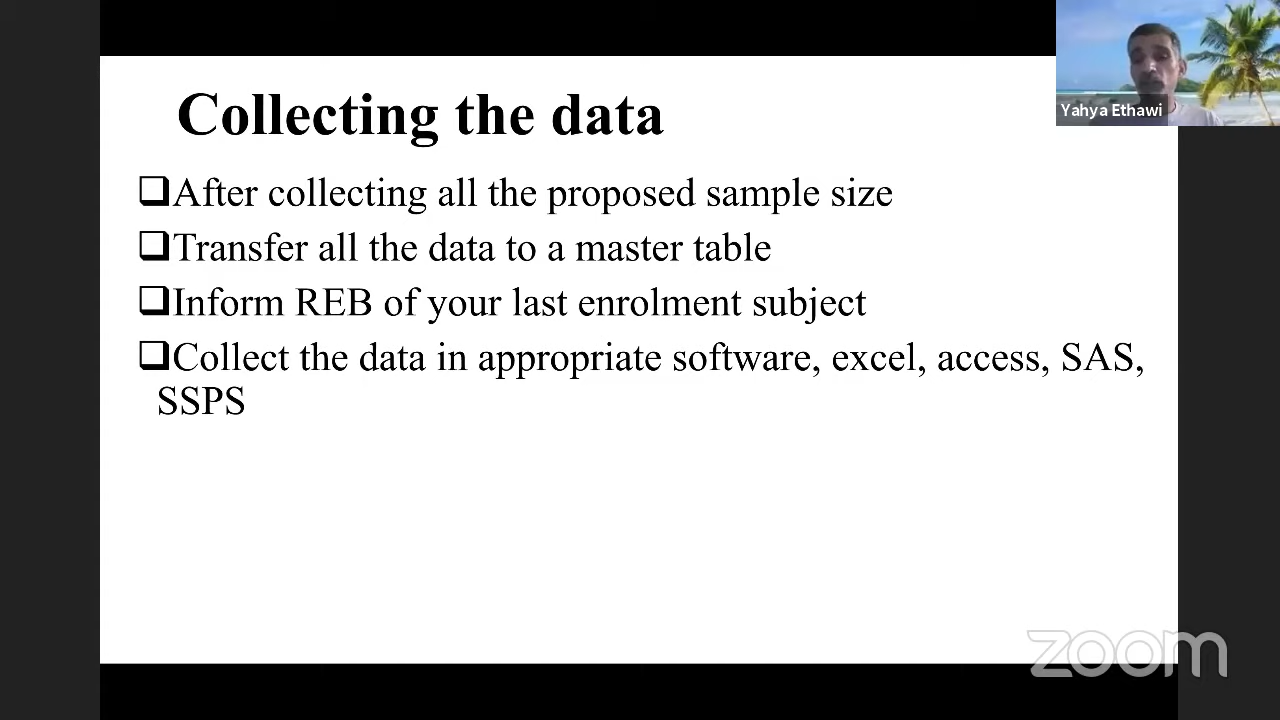 Collecting the data
Yahya Ethawi
❑After collecting all the proposed sample size
❑Transfer all the data to a master table
❑Inform REB of your last enrolment subject
❑Collect the data in appropriate software, excel, access, SAS,
SSPS
zoom